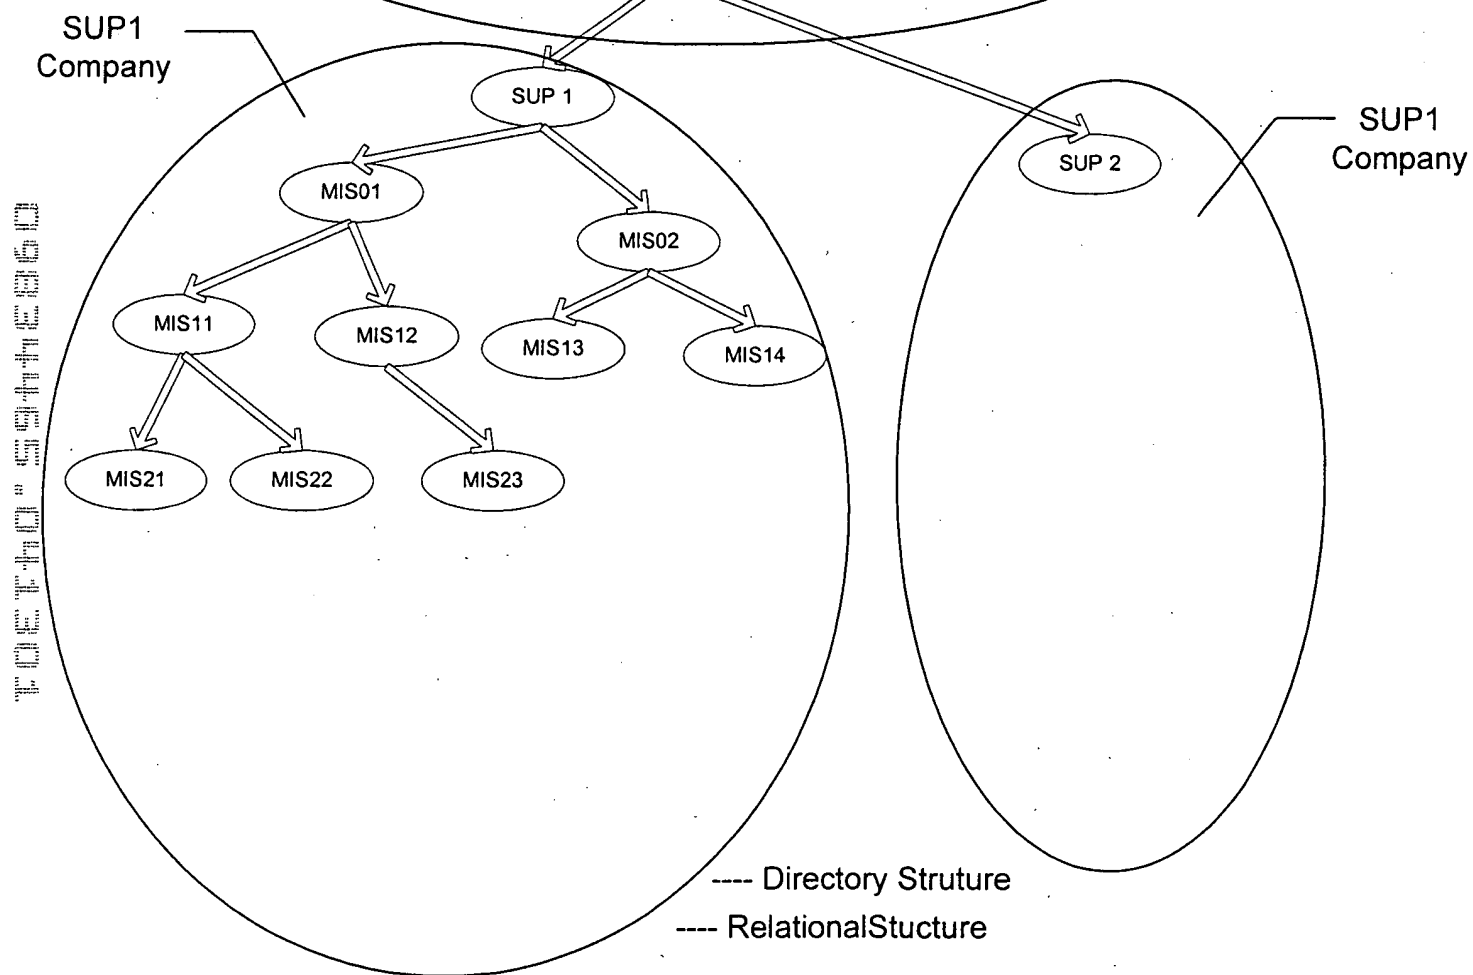 SUP1
Company
SUP 1
SUP1
Company
SUP 2
MIS01
MIS02
MIS11
MIS12
MIS13
MIS14
MIS21
MIS22
MIS23
---- Directory Struture
---- RelationalStucture